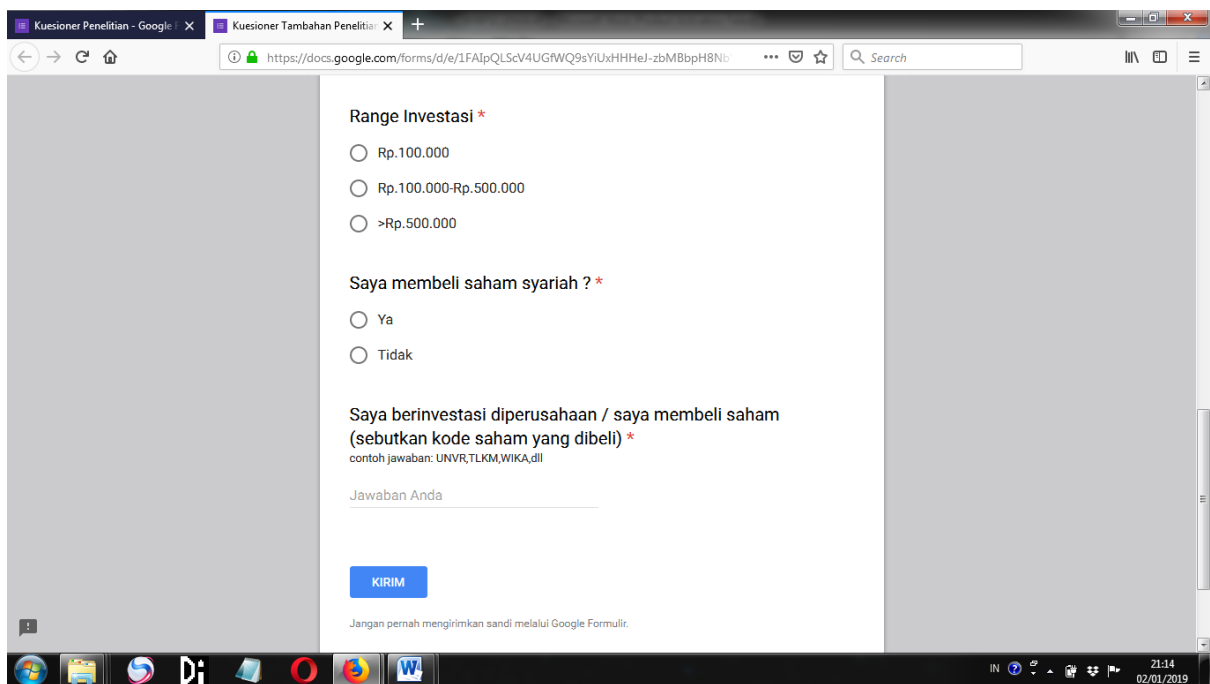 Kuesioner Penelitian - Google F
Kuesioner Tambahan Penelitian
https://docs.google.com/forms/d/e/1FAIpQLScV4UGfWQ9sYiUxHHHeJ-zbMBbpH8Nb
Search
Range Investasi *
Rp.100.000
Rp.100.000-Rp.500.000
>Rp.500.000
Saya membeli saham syariah ? *
Ya
Tidak
Saya berinvestasi diperusahaan / saya membeli saham
(sebutkan kode saham yang dibeli) *
contoh jawaban: UNVR,TLKM,WIKA,dll
Jawaban Anda
KIRIM
Jangan pernah mengirimkan sandi melalui Google Formulir.
Di
W
IN
21:14
02/01/2019